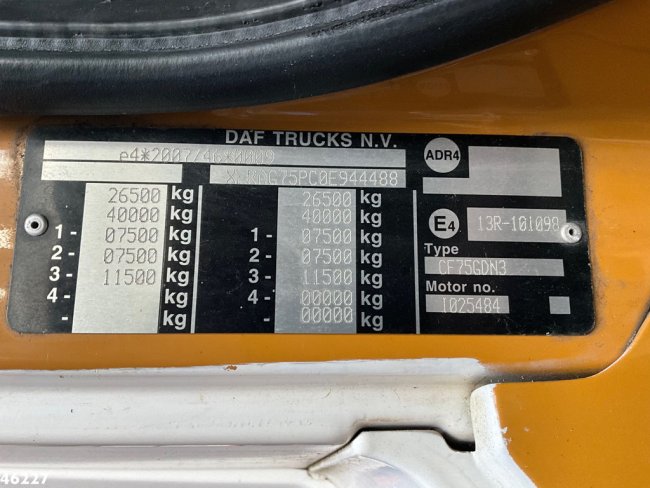 DAF TRUCKS N.V.
e4*2007/46*0009
G75PC0E944488
26500 kg 26500 kg
40000 kg 40000 kg
1- 07500 kg 1- 07500 kg
2- 07500 kg 2- 07500 kg
3- 11500 kg 3- 11500 kg
4- kg 4- 00000 kg
- kg - 00000 kg
ADR4
E4 13R-101098
Type
CF75GDN3
Motor no.
I025484
46227